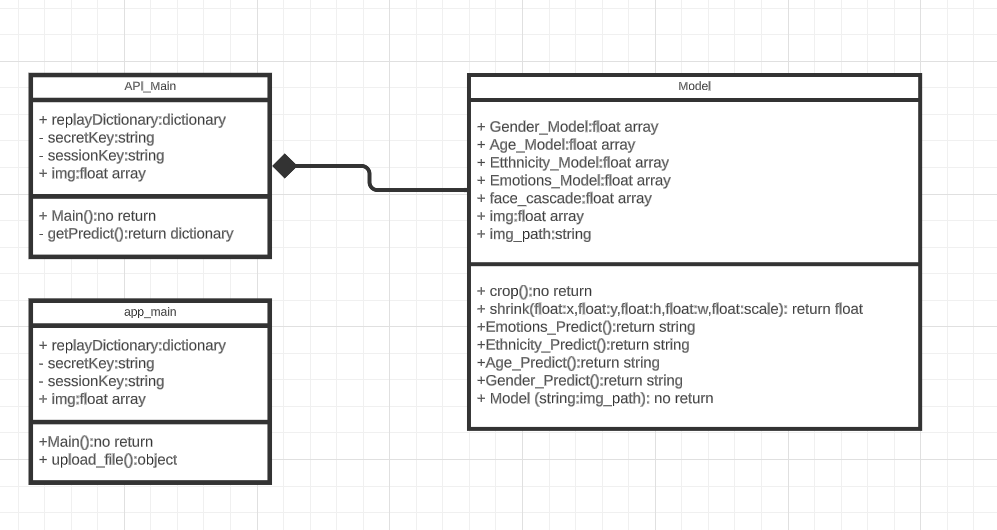 API_Main
+ replayDictionary:dictionary
- secretKey:string
- sessionKey:string
+ img:float array
+ Main():no return
- getPredict():return dictionary
app_main
+ replayDictionary:dictionary
- secretKey:string
- sessionKey:string
+ img:float array
+Main():no return
+ upload_file():object
Model
+ Gender_Model:float array
+ Age_Model:float array
+ Etthnicity_Model:float array
+ Emotions_Model:float array
+ face_cascade:float array
+ img:float array
+ img_path:string
+ crop():no return
+ shrink(float:x,float:y,float:h,float:w,float:scale): return float
+Emotions_Predict():return string
+Ethnicity_Predict():return string
+Age_Predict():return string
+Gender_Predict():return string
+ Model (string:img_path): no return